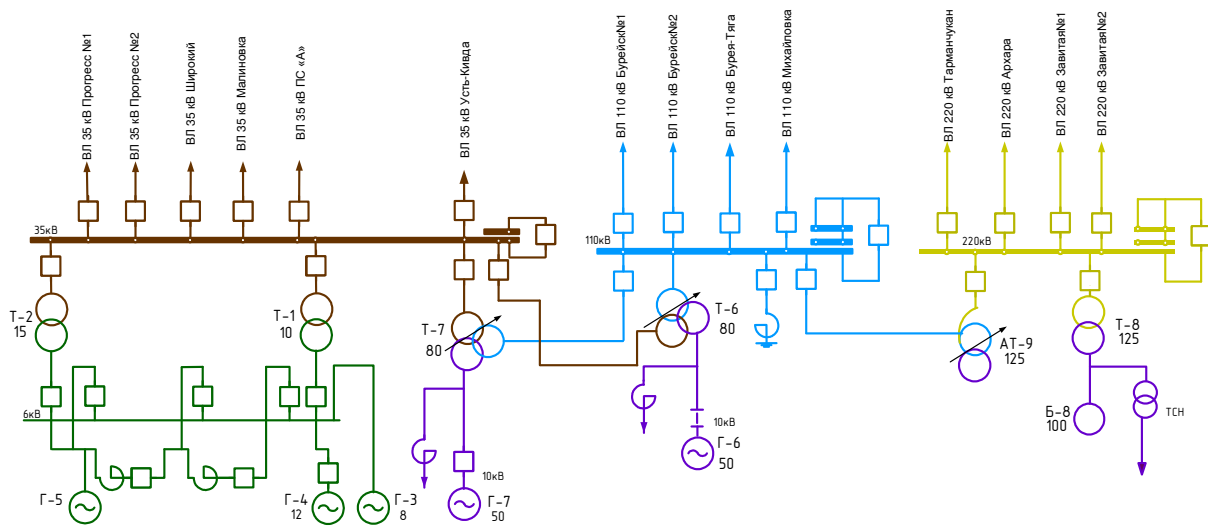 ВЛ 35 кВ Прогресс №1
ВЛ 35 кВ Прогресс №2
ВЛ 35 кВ Широкий
ВЛ 35 кВ Малиновка
ВЛ 35 кВ ПС «А»
ВЛ 35 кВ Усть-Кивда
ВЛ 110 кВ Бурейск№1
ВЛ 110 кВ Бурейск№2
ВЛ 110 кВ Бурея-Тяга
ВЛ 110 кВ Михайловка
ВЛ 220 кВ Тарманчукан
ВЛ 220 кВ Архара
ВЛ 220 кВ Завитая№1
ВЛ 220 кВ Завитая№2
35кВ
110кВ
220кВ
Т-2
15
Т-1
10
Т-7
80
Т-6
80
АТ-9
125
Т-8
125
6кВ
Б-8
100
ТСН
10кВ
Г-6
50
10кВ
Г-5
Г-4
12
Г-3
8
Г-7
50